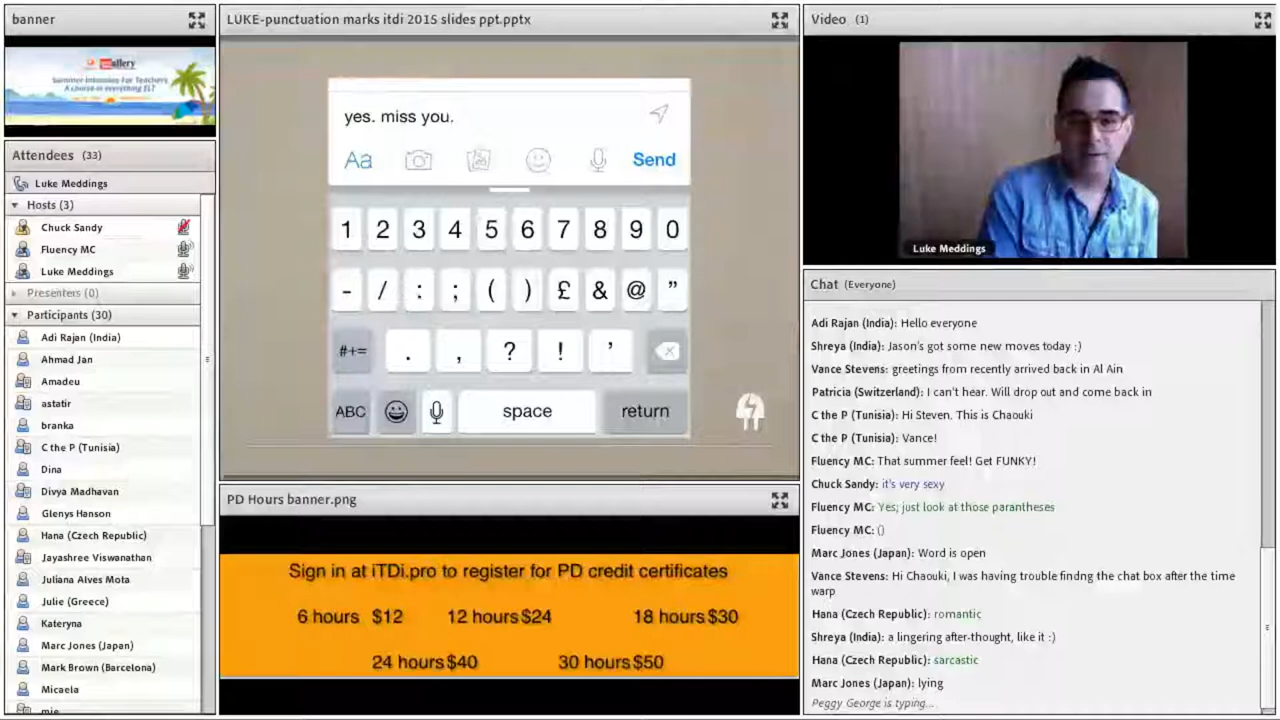 banner
allery
Summer Intensive For Teachers
A course in everything ELT
Attendees (33)
Luke Meddings
Hosts (3)
Chuck Sandy
Fluency MC
Luke Meddings
Presenters (0)
Participants (30)
Adi Rajan (India)
Ahmad Jan
Amadeu
astatir
branka
C the P (Tunisia)
Dina
Divya Madhavan
Glenys Hanson
Hana (Czech Republic)
Jayashree Viswanathan
Juliana Alves Mota
Julie (Greece)
Kateryna
Marc Jones (Japan)
Mark Brown (Barcelona)
Micaela
mie
LUKE-punctuation marks itdi 2015 slides ppt.pptx
yes. miss you.
Aa Send
1 2 3 4 5 6 7 8 9 0
- / : ; ( ) £ & @ ”
#+= . , ? ! ’
ABC space return
PD Hours banner.png
Sign in at iTDi.pro to register for PD credit certificates
6 hours $12 12 hours $24 18 hours $30
24 hours $40 30 hours $50
Video (1)
Luke Meddings
Chat (Everyone)
Adi Rajan (India): Hello everyone
Shreya (India): Jason's got some new moves today :)
Vance Stevens: greetings from recently arrived back in Al Ain
Patricia (Switzerland): I can't hear. Will drop out and come back in
C the P (Tunisia): Hi Steven. This is Chaouki
C the P (Tunisia): Vance!
Fluency MC: That summer feel! Get FUNKY!
Chuck Sandy: it's very sexy
Fluency MC: Yes; just look at those parantheses
Fluency MC: ()
Marc Jones (Japan): Word is open
Vance Stevens: Hi Chaouki, I was having trouble findng the chat box after the time
warp
Hana (Czech Republic): romantic
Shreya (India): a lingering after-thought, like it :)
Hana (Czech Republic): sarcastic
Marc Jones (Japan): lying
Peggy George is typing...